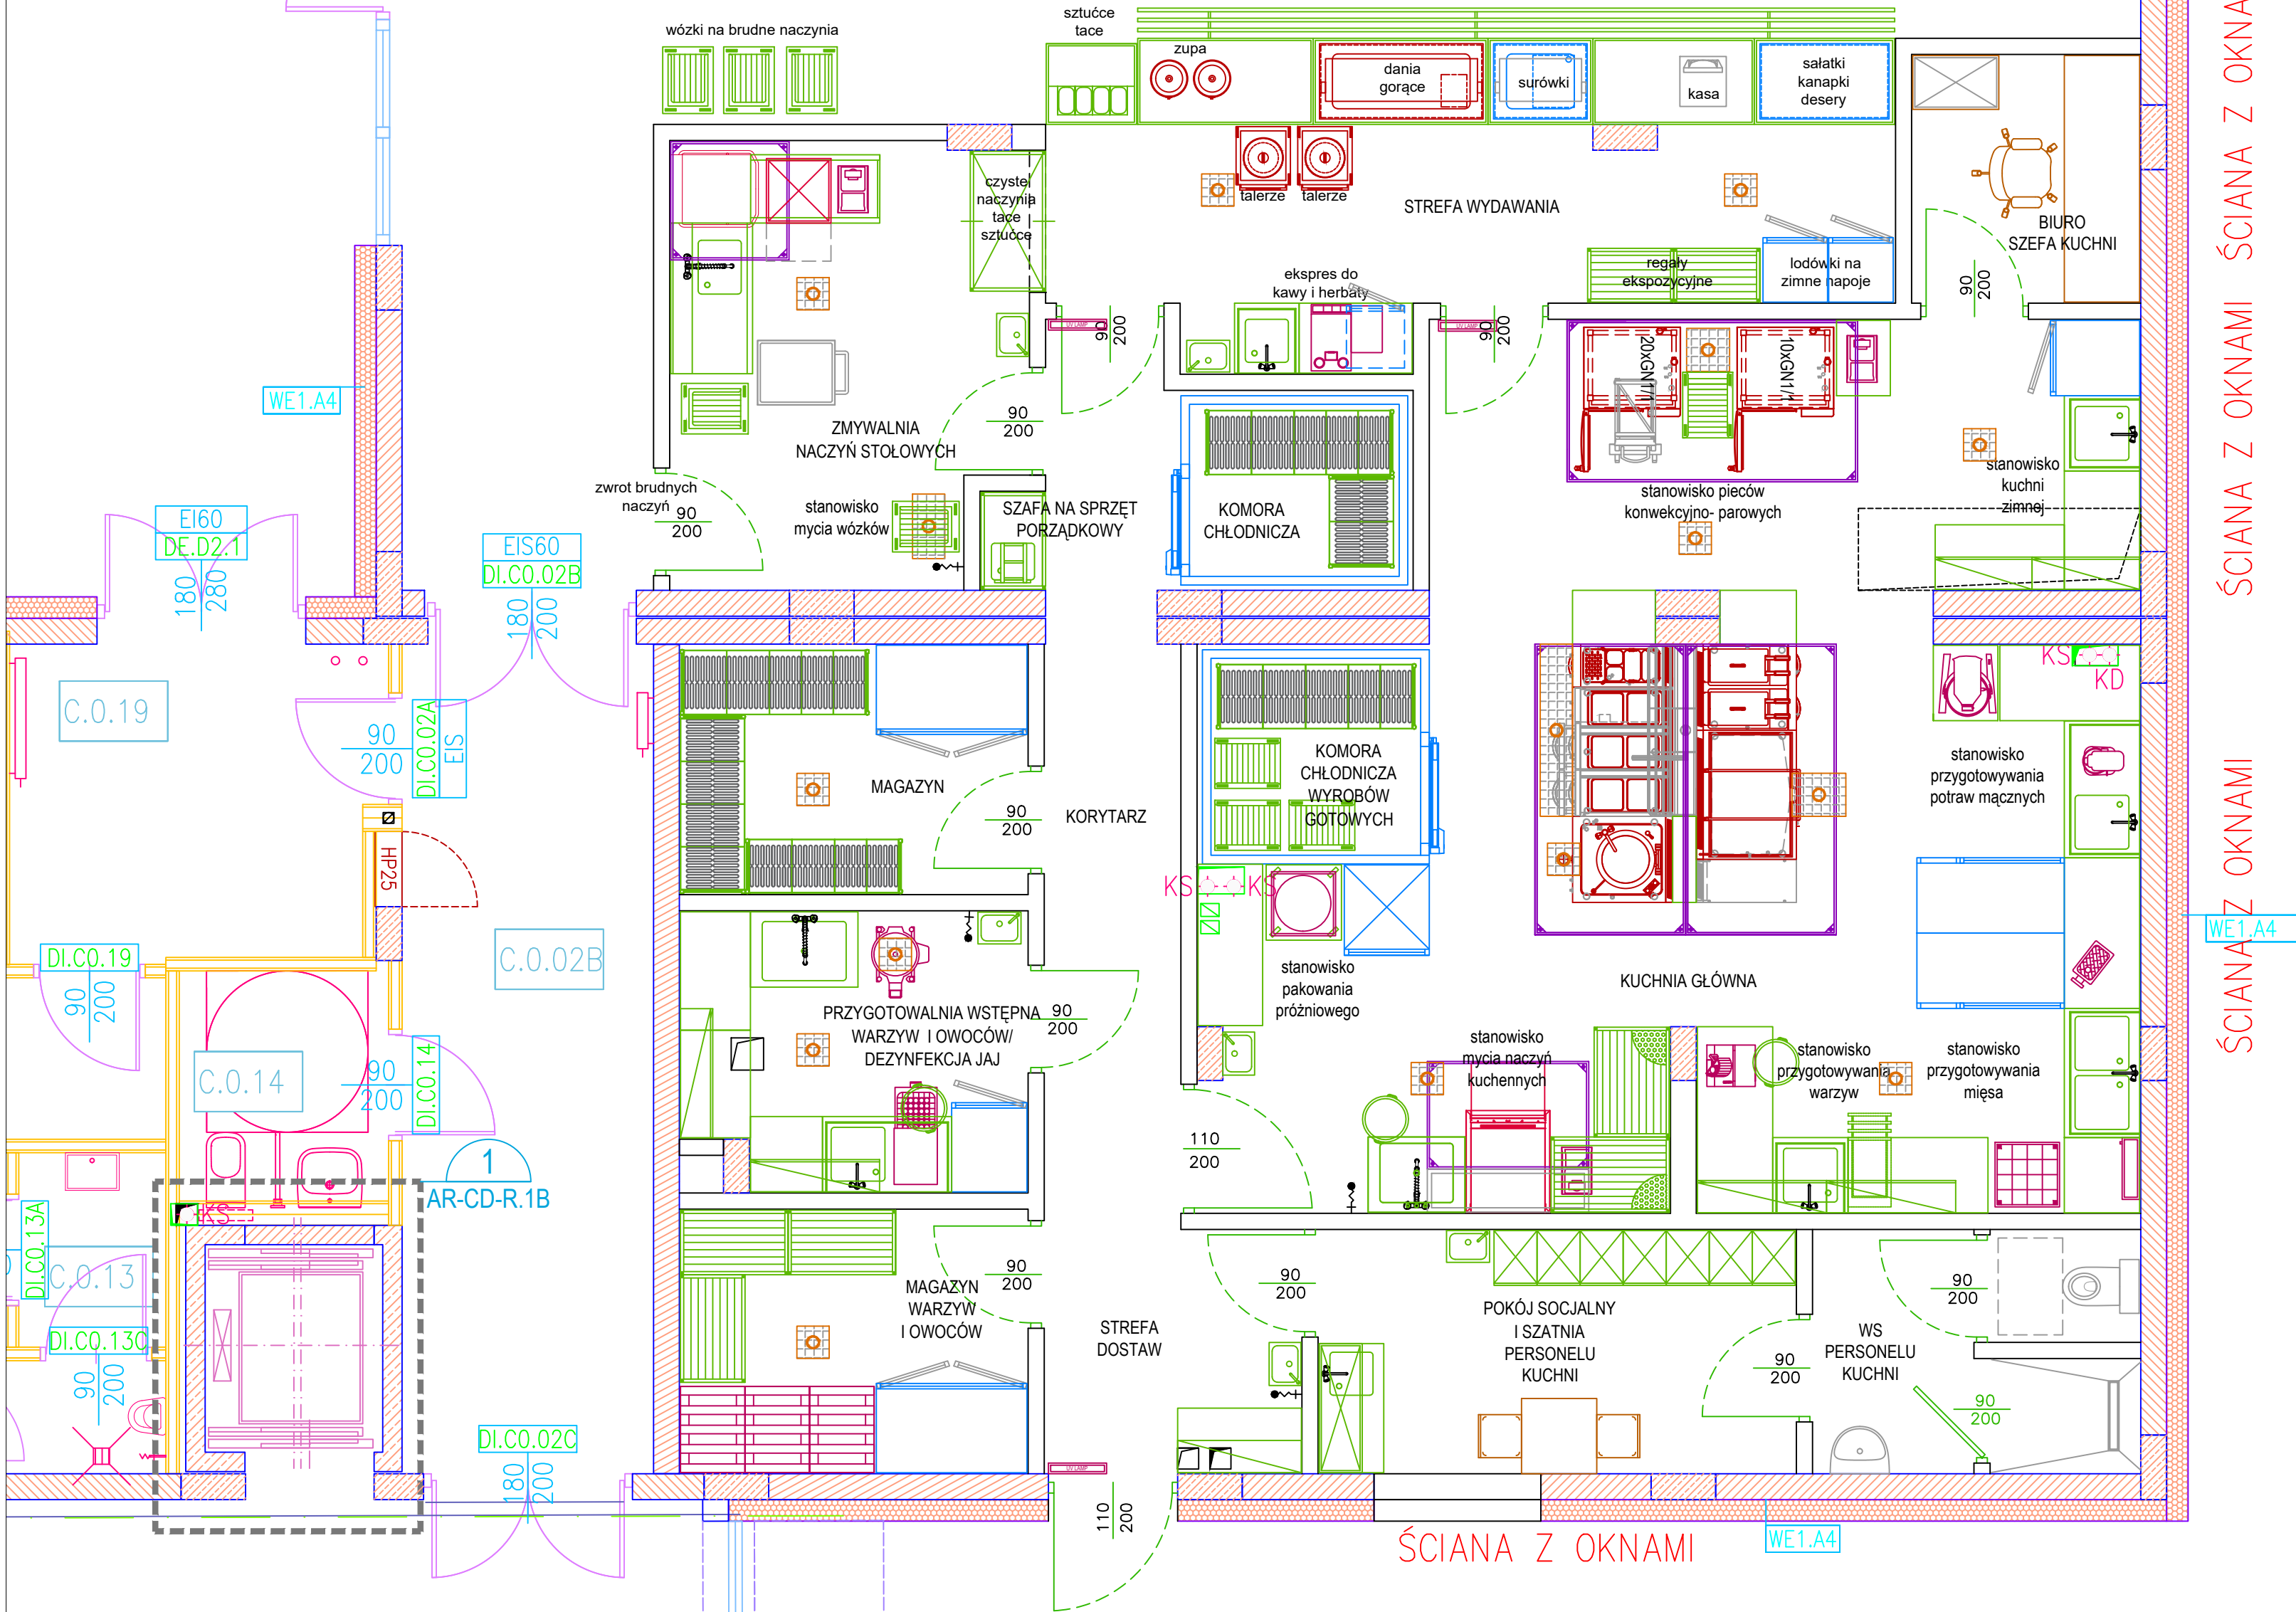 wózki na brudne naczynia
sztućce
tace
zupa
dania
gorące
surówki
kasa
sałatki
kanapki
desery
czyste
naczynia
tace
sztućce
talerze
talerze
STREFA WYDAWANIA
BIURO
SZEFA KUCHNI
90
200
regały
ekspozycyjne
lodówki na
zimne napoje
ekspres do
kawy i herbaty
UV LAMP
90
200
UV LAMP
90
200
20xGN1/1
10xGN1/1
WE1.A4
ZMYWALNIA
NACZYŃ STOŁOWYCH
90
200
zwrot brudnych
naczyń
90
200
stanowisko
mycia wózków
SZAFA NA SPRZĘT
PORZĄDKOWY
KOMORA
CHŁODNICZA
stanowisko pieców
konwekcyjno- parowych
stanowisko
kuchni
zimnej
EI60
DE.D2.1
180
280
EIS60
DI.C0.02B
180
200
ŚCIANA Z OKNAMI
ŚCIANA Z OKNAMI
ŚCIANA Z OKNA
C.0.19
90
200
DI.C0.02A
EIS
MAGAZYN
90
200
KORYTARZ
KOMORA
CHŁODNICZA
WYROBÓW
GOTOWYCH
KS
KD
stanowisko
przygotowywania
potraw mącznych
HP25
KS
KS
DI.C0.19
90
200
C.0.02B
stanowisko
pakowania
próżniowego
KUCHNIA GŁÓWNA
WE1.A4
PRZYGOTOWALNIA WSTĘPNA
WARZYW I OWOCÓW/
DEZYNFEKCJA JAJ
90
200
C.0.14
90
200
DI.C0.14
stanowisko
mycia naczyń
kuchennych
stanowisko
przygotowywania
warzyw
stanowisko
przygotowywania
mięsa
110
200
1
AR-CD-R.1B
KS
DI.C0.13A
C.0.13
DI.C0.13C
90
200
MAGAZYN
WARZYW
I OWOCÓW
90
200
STREFA
DOSTAW
90
200
POKÓJ SOCJALNY
I SZATNIA
PERSONELU
KUCHNI
WS
PERSONELU
KUCHNI
90
200
90
200
90
200
DI.C0.02C
180
200
UV LAMP
110
200
ŚCIANA Z OKNAMI
WE1.A4